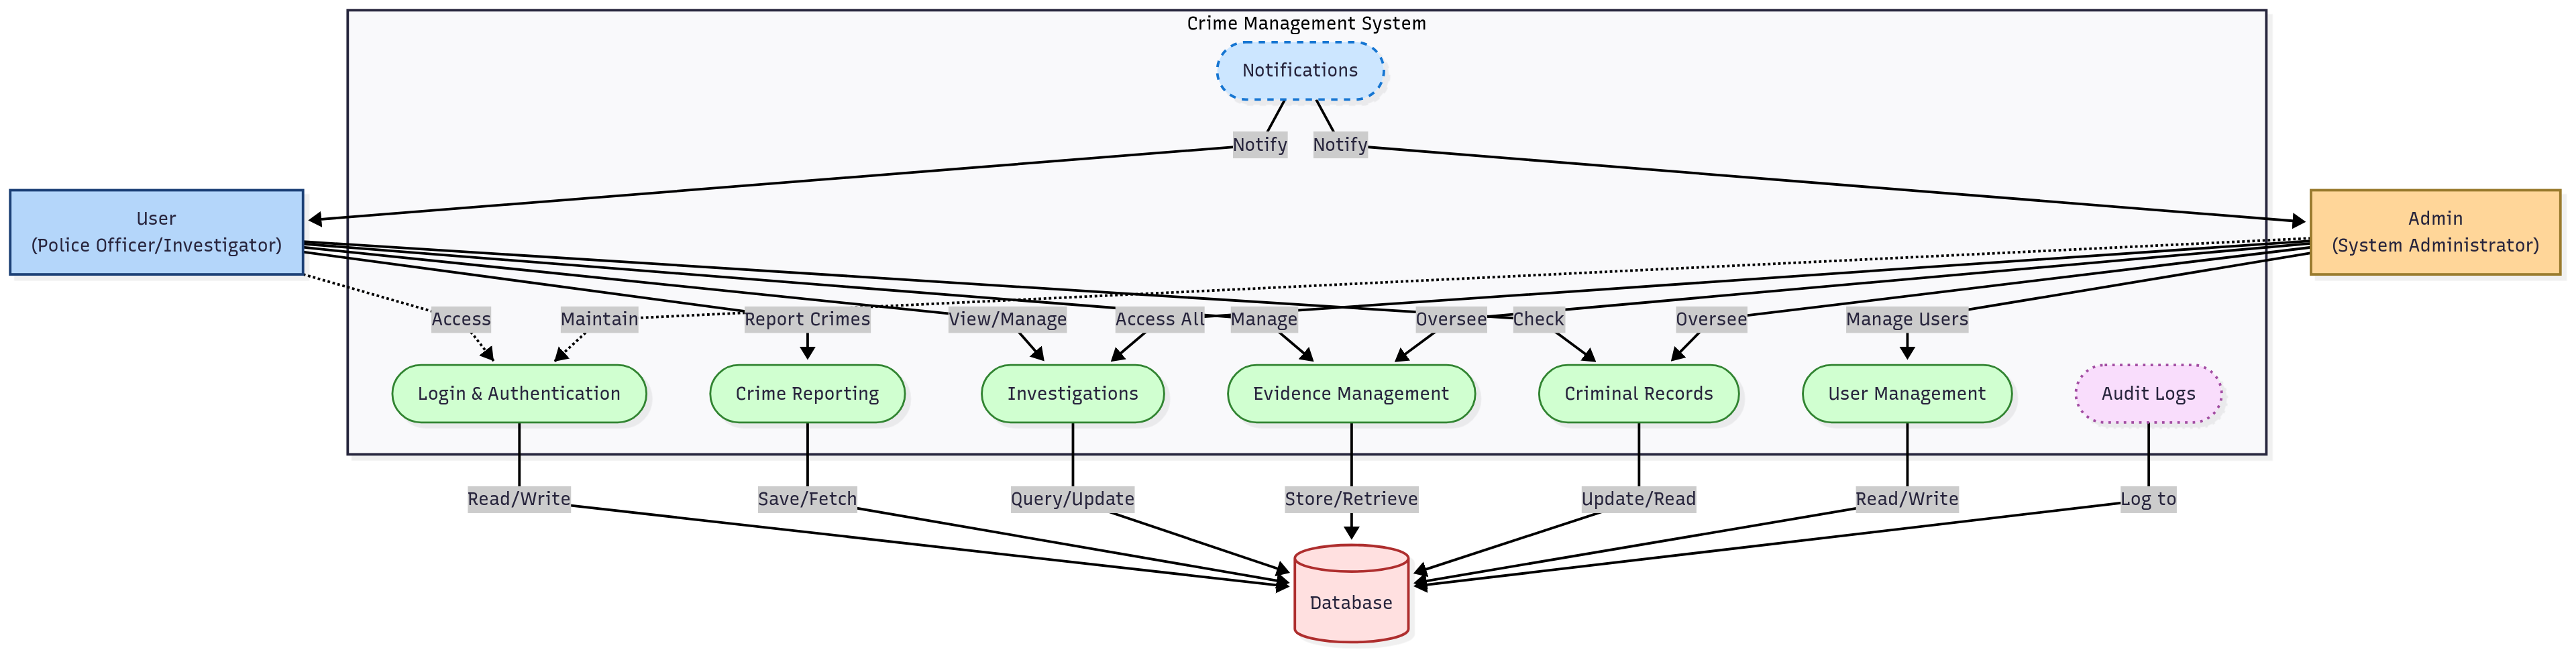 Crime Management System
Notifications
Notify
Notify
User
(Police Officer/Investigator)
Admin
(System Administrator)
Access
Maintain
Report Crimes
View/Manage
Access All
Manage
Oversee
Check
Oversee
Manage Users
Login & Authentication
Crime Reporting
Investigations
Evidence Management
Criminal Records
User Management
Audit Logs
Read/Write
Save/Fetch
Query/Update
Store/Retrieve
Update/Read
Read/Write
Log to
Database